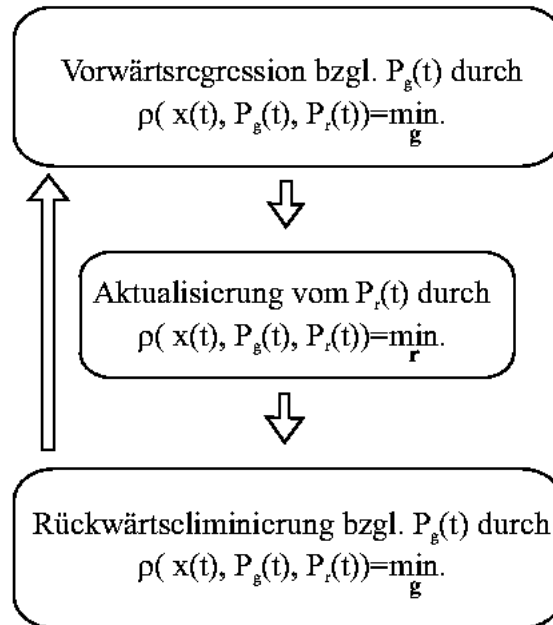 Vorwärtsregression bzgl. P_g(t) durch
ρ( x(t), P_g(t), P_r(t))=min.
g
Aktualisierung vom P_r(t) durch
ρ( x(t), P_g(t), P_r(t))=min.
r
Rückwärtseliminierung bzgl. P_g(t) durch
ρ( x(t), P_g(t), P_r(t))=min.
g